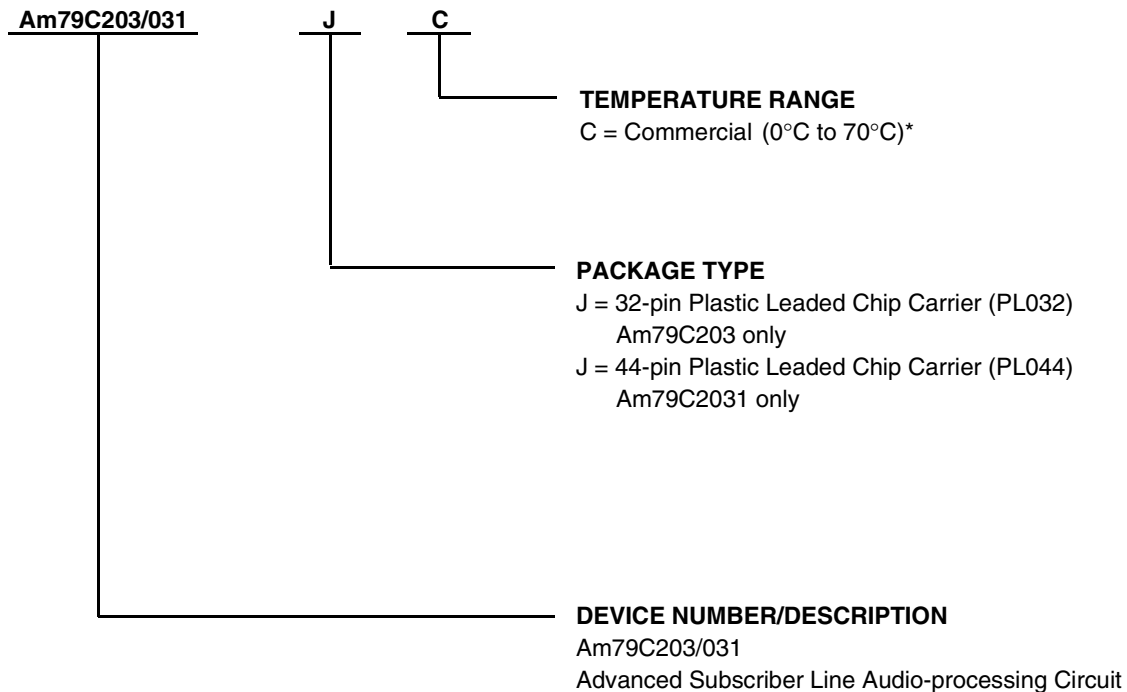 Am79C203/031 J C
TEMPERATURE RANGE
C = Commercial (0°C to 70°C)*
PACKAGE TYPE
J = 32-pin Plastic Leaded Chip Carrier (PL032)
Am79C203 only
J = 44-pin Plastic Leaded Chip Carrier (PL044)
Am79C2031 only
DEVICE NUMBER/DESCRIPTION
Am79C203/031
Advanced Subscriber Line Audio-processing Circuit